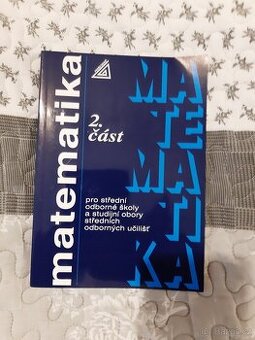 matematika
2.
část
pro střední
odborné školy
a studijní obory
středních
odborných učilišť
MA
TE
MA
TI
KA